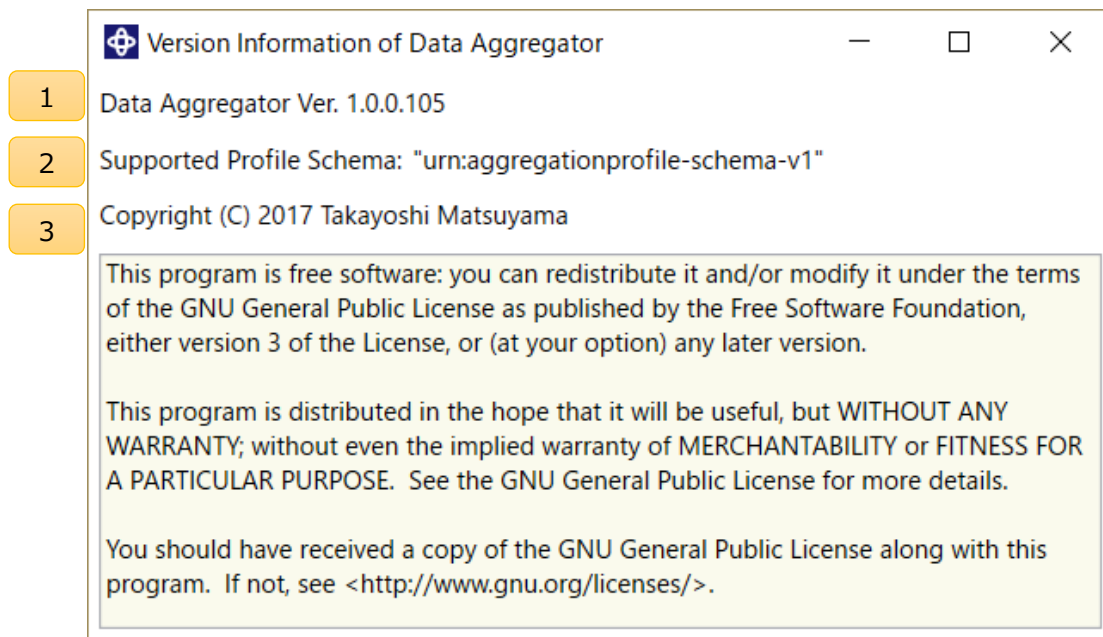 Version Information of Data Aggregator
1
Data Aggregator Ver. 1.0.0.105
2
Supported Profile Schema: "urn:aggregationprofile-schema-v1"
3
Copyright (C) 2017 Takayoshi Matsuyama
This program is free software: you can redistribute it and/or modify it under the terms
of the GNU General Public License as published by the Free Software Foundation,
either version 3 of the License, or (at your option) any later version.
This program is distributed in the hope that it will be useful, but WITHOUT ANY
WARRANTY; without even the implied warranty of MERCHANTABILITY or FITNESS FOR
A PARTICULAR PURPOSE.  See the GNU General Public License for more details.
You should have received a copy of the GNU General Public License along with this
program.  If not, see <http://www.gnu.org/licenses/>.